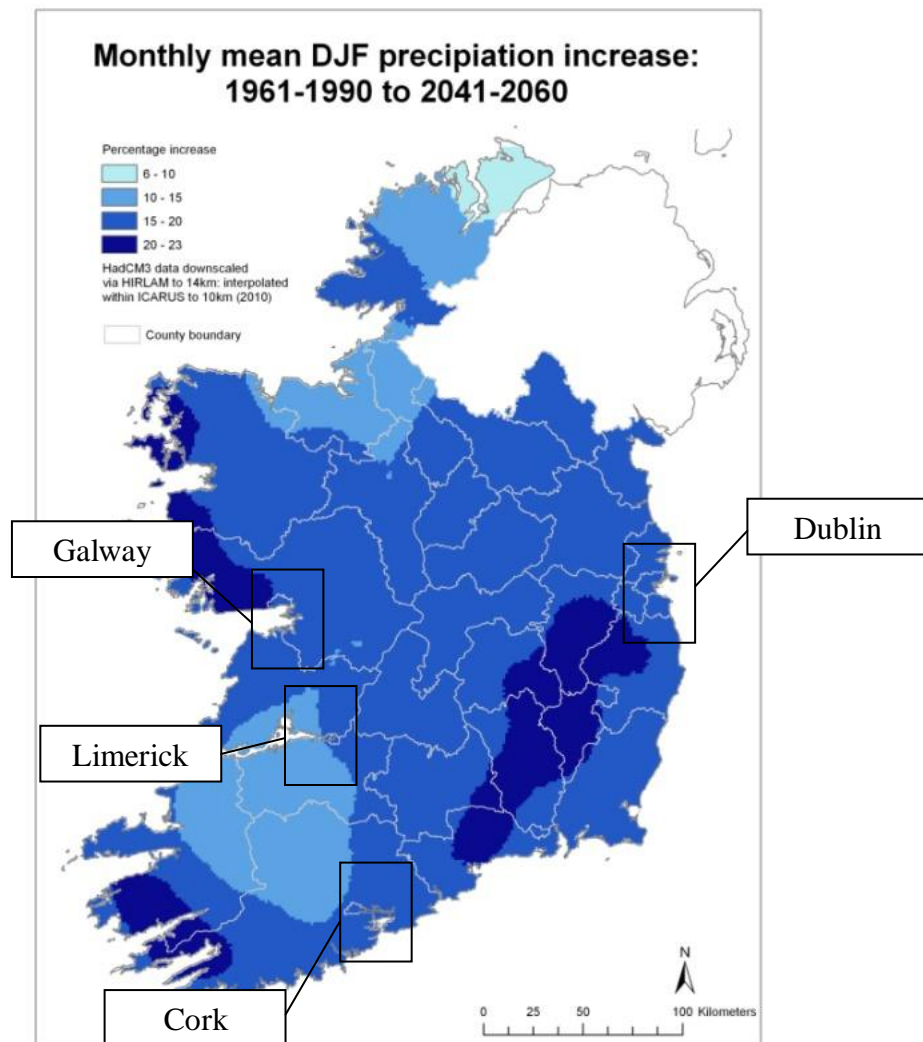 Monthly mean DJF precipiation increase:
1961-1990 to 2041-2060
Percentage increase
6 - 10
10 - 15
15 - 20
20 - 23
HadCM3 data downscaled
via HIRLAM to 14km: interpolated
within ICARUS to 10km (2010)
County boundary
Dublin
Galway
Limerick
Cork
N
0 25 50 100 Kilometers